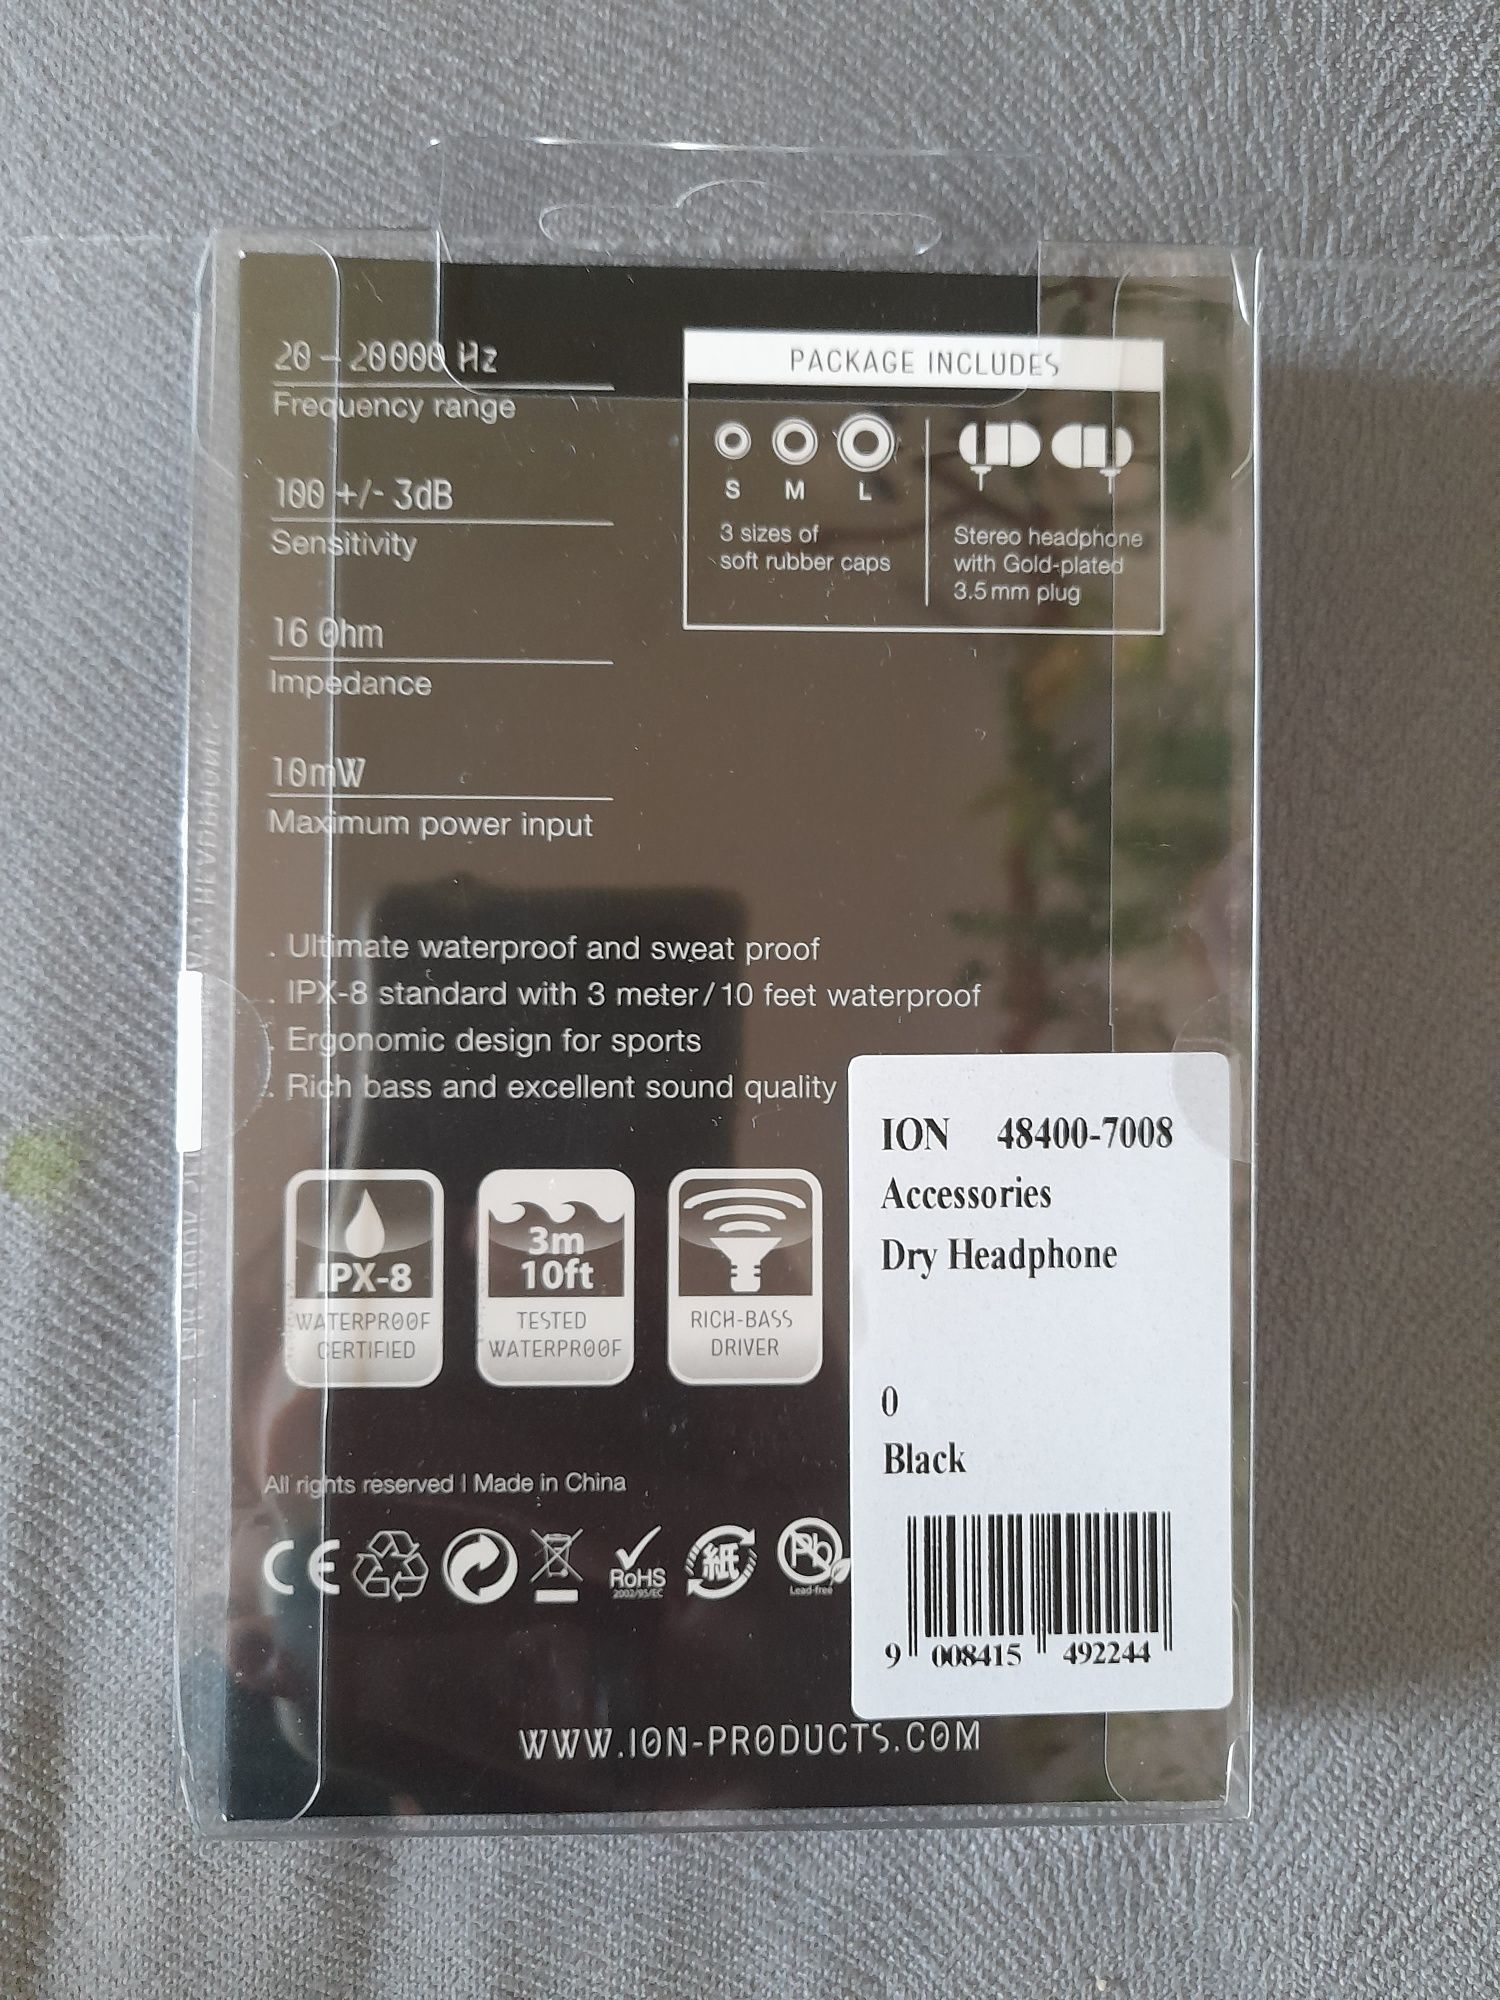 20 – 20000 Hz
Frequency range
100 +/- 3dB
Sensitivity
16 Ohm
Impedance
10mW
Maximum power input
PACKAGE INCLUDES
S M L
3 sizes of
soft rubber caps
Stereo headphone
with Gold-plated
3.5mm plug
. Ultimate waterproof and sweat proof
. IPX-8 standard with 3 meter/10 feet waterproof
. Ergonomic design for sports
. Rich bass and excellent sound quality
IPX-8
WATERPROOF
CERTIFIED
3m
10ft
TESTED
WATERPROOF
RICH-BASS
DRIVER
ION 48400-7008
Accessories
Dry Headphone
0
Black
9 008415 492244
All rights reserved | Made in China
CE
RoHS
2002/95/EC
紙
Pb
Lead-free
WWW.ION-PRODUCTS.COM